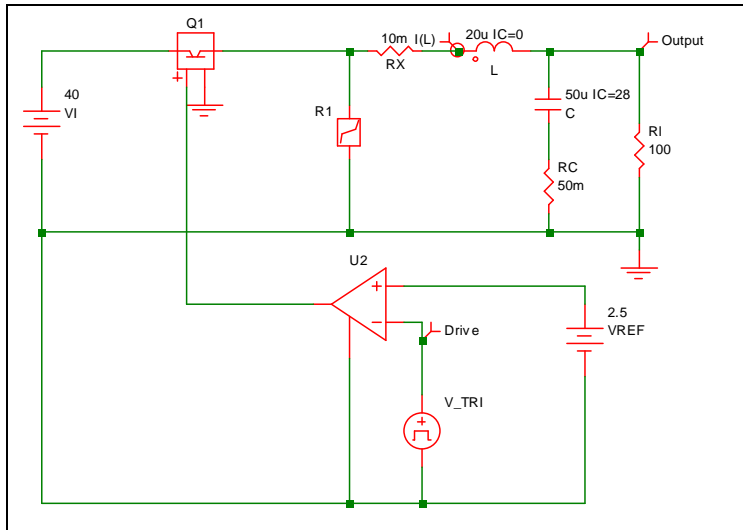 Q1
10m
I(L)
20u IC=0
Output
RX
L
40
VI
50u IC=28
C
R1
RI
100
RC
50m
U2
2.5
VREF
Drive
V_TRI